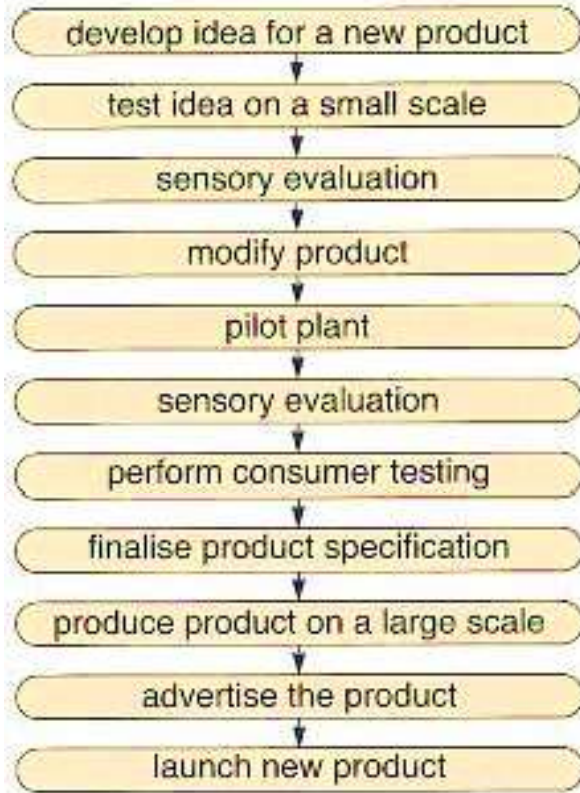 develop idea for a new product
test idea on a small scale
sensory evaluation
modify product
pilot plant
sensory evaluation
perform consumer testing
finalise product specification
produce product on a large scale
advertise the product
launch new product